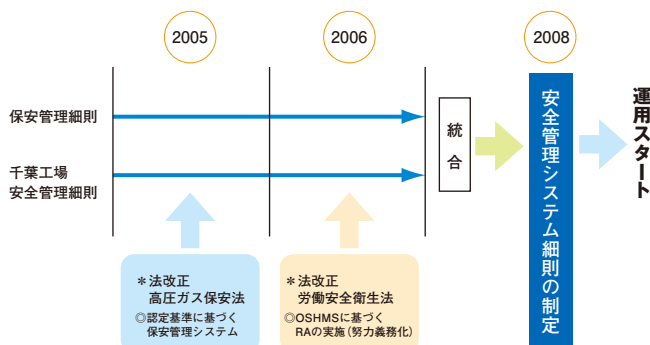 2005
2006
2008
保安管理細則
千葉工場
安全管理細則
統合
安全管理システム細則の制定
運用スタート
＊法改正
高圧ガス保安法
◎認定基準に基づく
保安管理システム
＊法改正
労働安全衛生法
◎OSHMSに基づく
RAの実施(努力義務化)